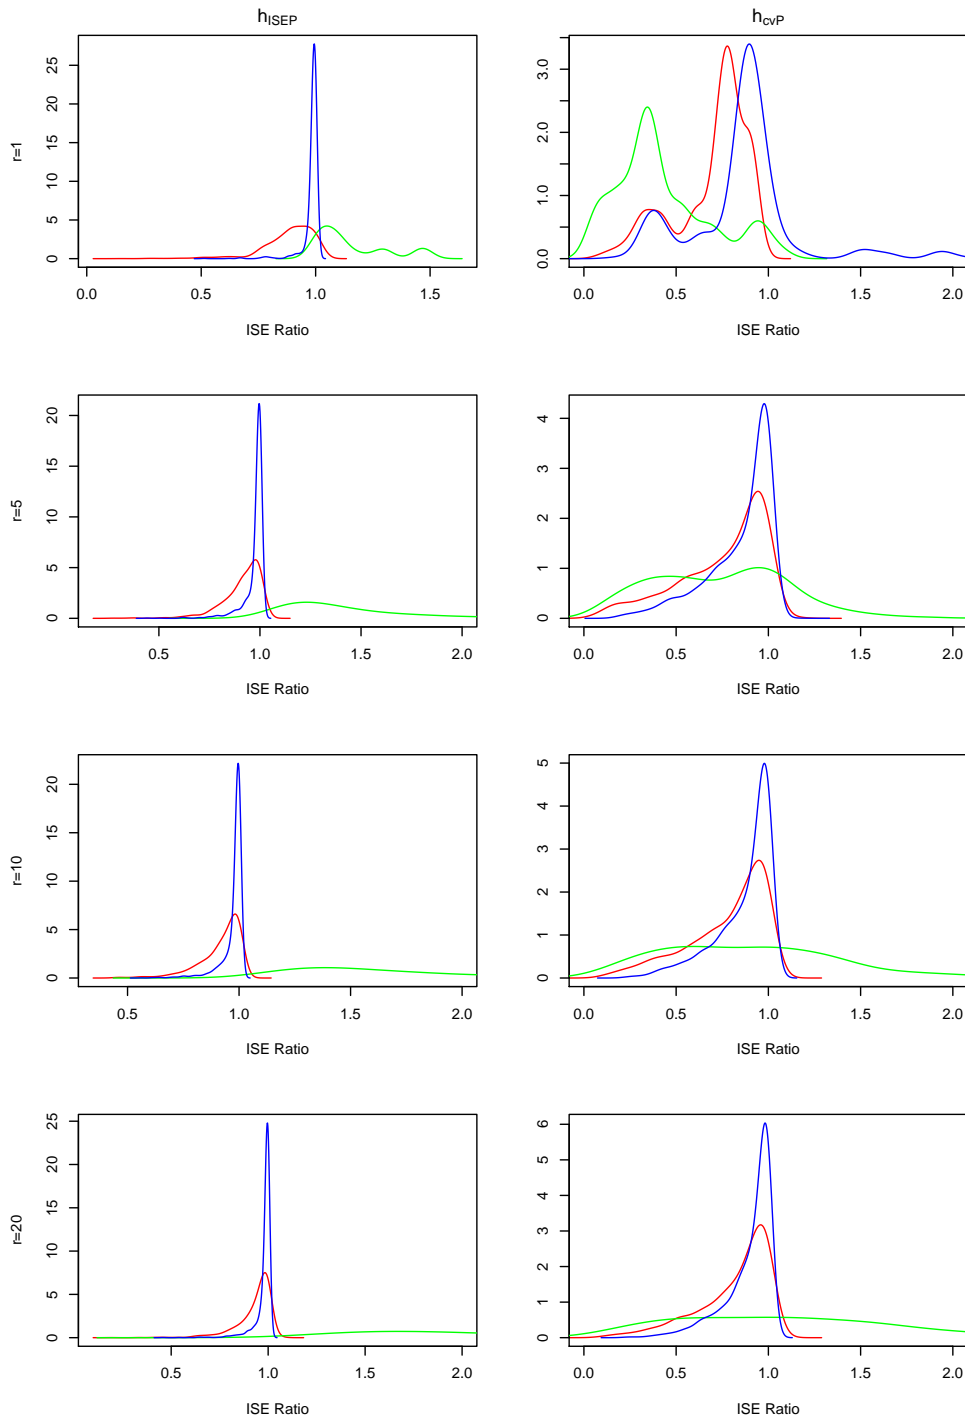 h_ISEP
h_cvP
r=1
0 5 10 15 20 25
0.0 0.5 1.0 1.5
ISE Ratio
0.0 1.0 2.0 3.0
0.0 0.5 1.0 1.5 2.0
ISE Ratio
r=5
0 5 10 15 20
0.5 1.0 1.5 2.0
ISE Ratio
0 1 2 3 4
0.0 0.5 1.0 1.5 2.0
ISE Ratio
r=10
0 5 10 15 20
0.5 1.0 1.5 2.0
ISE Ratio
0 1 2 3 4 5
0.0 0.5 1.0 1.5 2.0
ISE Ratio
r=20
0 5 10 15 20 25
0.5 1.0 1.5 2.0
ISE Ratio
0 1 2 3 4 5 6
0.0 0.5 1.0 1.5 2.0
ISE Ratio